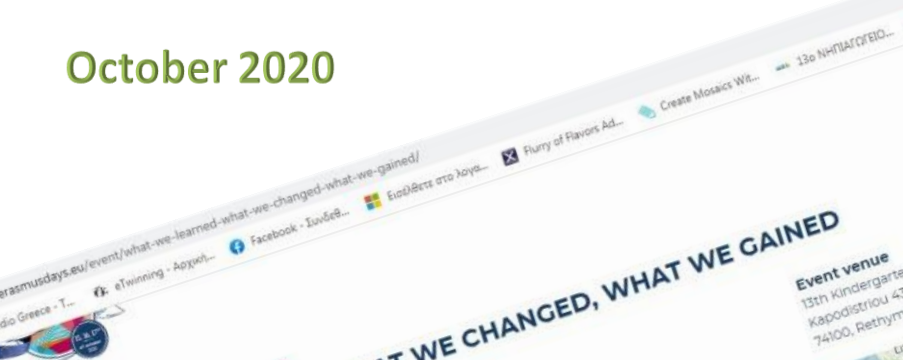 October 2020
erasmusdays.eu/event/what-we-learned-what-we-changed-what-we-gained/
dio Greece - T... eTwinning - Αρχική... Facebook - Συνδεθ... Εισέλθετε στο λογα... Flurry of Flavors Ad... Create Mosaics Wit... 13ο ΝΗΠΙΑΓΩΓΕΙΟ...
WE CHANGED, WHAT WE GAINED
Event venue
13th Kindergarte
Kapodistriou 43
74100, Rethym